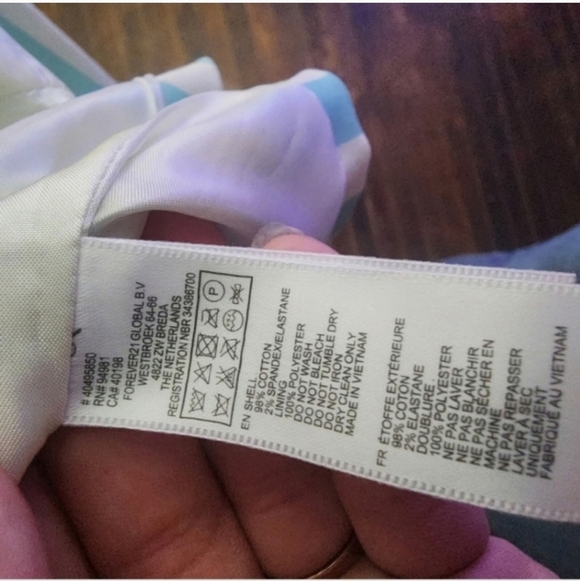 # 40495650
RN# 94981
CA# 40198
FOREVER21 GLOBAL B.V
WESTBROEK 64-66
4822 ZW BREDA
THE NETHERLANDS
REGISTRATION NBR 34386700
P
EN SHELL
98% COTTON
2% SPANDEX/ELASTANE
LINING
100% POLYESTER
DO NOT WASH
DO NOT BLEACH
DO NOT IRON
DO NOT TUMBLE DRY
DRY CLEAN ONLY
MADE IN VIETNAM
FR ÉTOFFE EXTÉRIEURE
98% COTON
2% ELASTANE
DOUBLURE
100% POLYESTER
NE PAS LAVER
NE PAS BLANCHIR
NE PAS SÉCHER EN
MACHINE
NE PAS REPASSER
LAVER À SEC
UNIQUEMENT
FABRIQUÉ AU VIETNAM